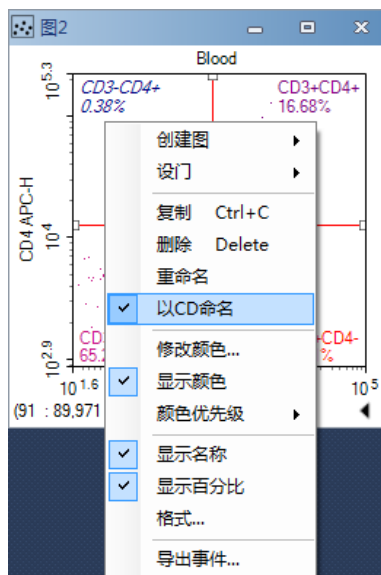 图2
Blood
CD3-CD4+
0.38%
CD3+CD4+
16.68%
10^5.3
CD4 APC-H
10^4
10^2.9
创建图
设门
复制 Ctrl+C
删除 Delete
重命名
以CD命名
修改颜色...
显示颜色
颜色优先级
显示名称
显示百分比
格式...
导出事件...
CD
65.2
CD4-
%
10^1.6
10^5
(91 : 89,971